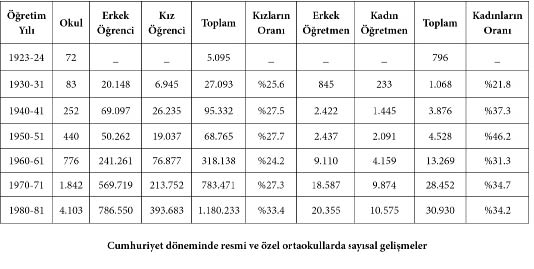 Öğretim Yılı Okul Erkek Öğrenci Kız Öğrenci Toplam Kızların Oranı Erkek Öğretmen Kadın Öğretmen Toplam Kadınların Oranı
1923-24 72 _ _ 5.095 _ _ _ 796 _
1930-31 83 20.148 6.945 27.093 %25.6 845 233 1.068 %21.8
1940-41 252 69.097 26.235 95.332 %27.5 2.422 1.445 3.876 %37.3
1950-51 440 50.262 19.037 68.765 %27.7 2.437 2.091 4.528 %46.2
1960-61 776 241.261 76.877 318.138 %24.2 9.110 4.159 13.269 %31.3
1970-71 1.842 569.719 213.752 783.471 %27.3 18.587 9.874 28.452 %34.7
1980-81 4.103 786.550 393.683 1.180.233 %33.4 20.355 10.575 30.930 %34.2
Cumhuriyet döneminde resmi ve özel ortaokullarda sayısal gelişmeler